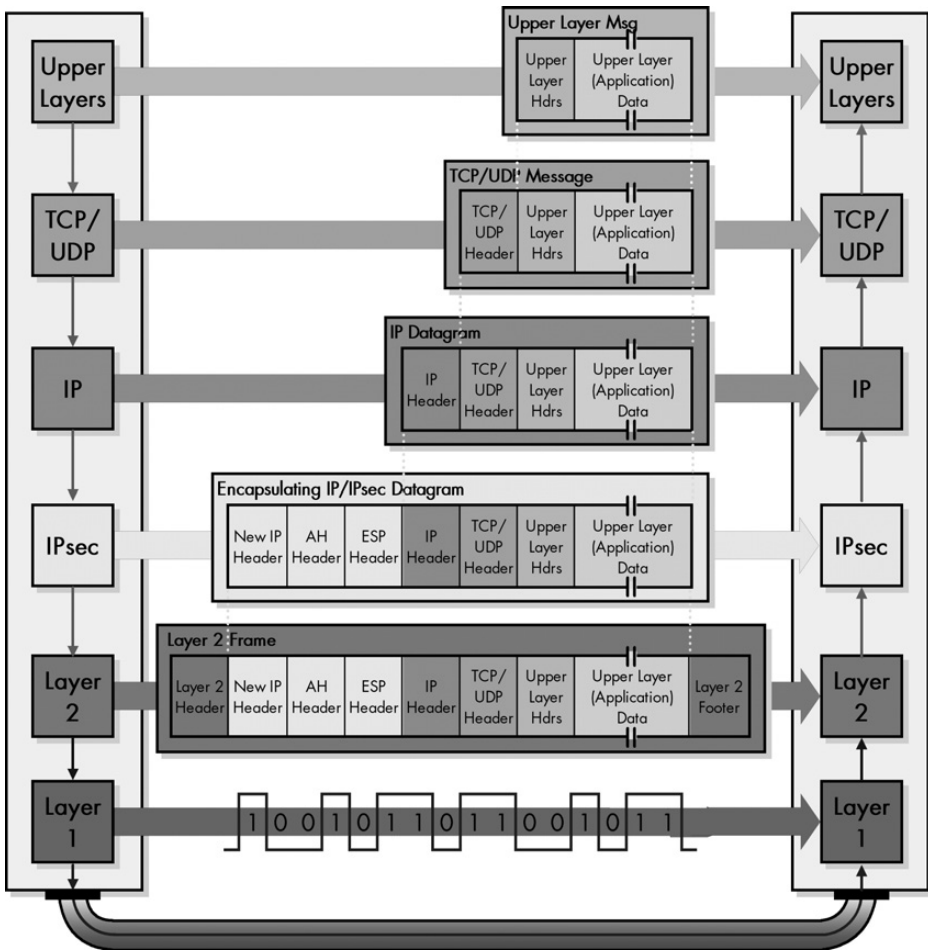 Upper Layer Msg
Upper
Layers
Upper
Layer
Hdrs
Upper Layer
(Application)
Data
Upper
Layers
TCP/UDP Message
TCP/
UDP
TCP/
UDP
Header
Upper
Layer
Hdrs
Upper Layer
(Application)
Data
TCP/
UDP
IP Datagram
IP
IP
Header
TCP/
UDP
Header
Upper
Layer
Hdrs
Upper Layer
(Application)
Data
IP
Encapsulating IP/IPsec Datagram
IPsec
New IP
Header
AH
Header
ESP
Header
IP
Header
TCP/
UDP
Header
Upper
Layer
Hdrs
Upper Layer
(Application)
Data
IPsec
Layer 2 Frame
Layer
2
Layer 2
Header
New IP
Header
AH
Header
ESP
Header
IP
Header
TCP/
UDP
Header
Upper
Layer
Hdrs
Upper Layer
(Application)
Data
Layer 2
Footer
Layer
2
Layer
1
1 0 0 1 0 1 1 0 1 1 0 0 1 0 1 1
Layer
1